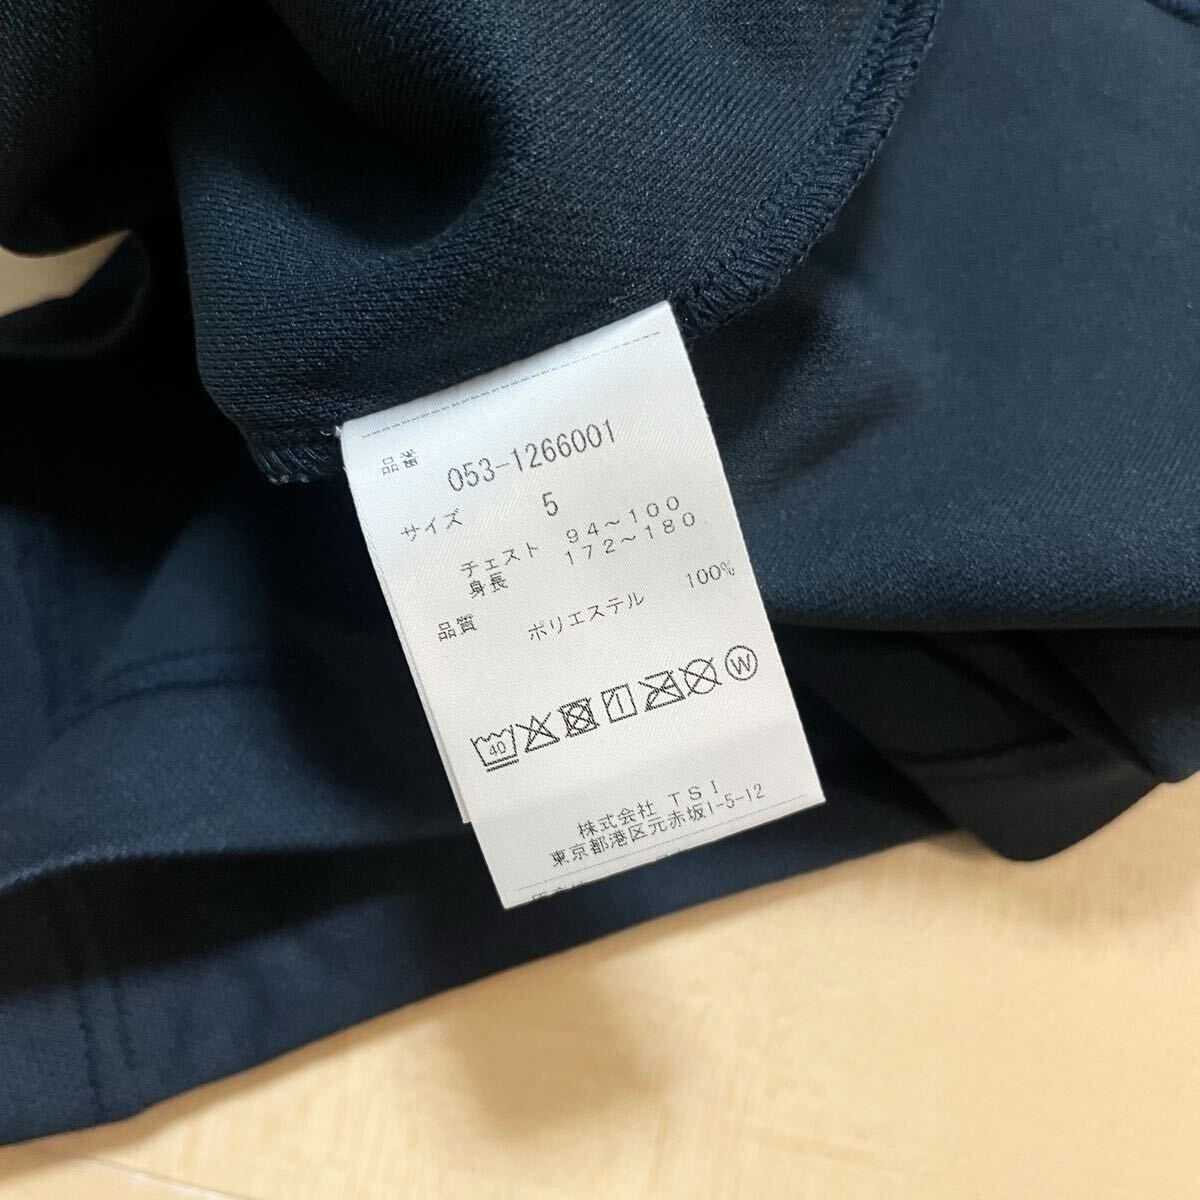 品種 053-1266001
サイズ 5
チェスト 94～100
身長 172～180
品質 ポリエステル 100%
40 W
株式会社 TSI
東京都港区元赤坂1-5-12